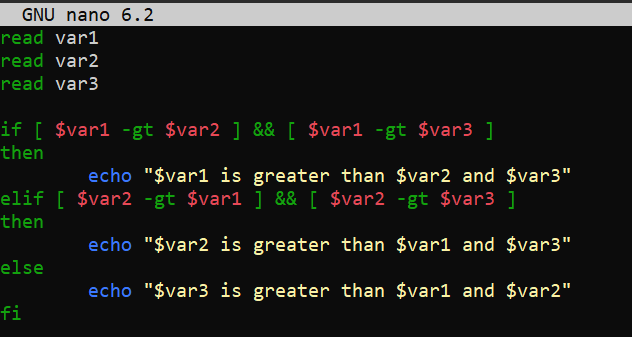 GNU nano 6.2
read var1
read var2
read var3
if [ $var1 -gt $var2 ] && [ $var1 -gt $var3 ]
then
        echo "$var1 is greater than $var2 and $var3"
elif [ $var2 -gt $var1 ] && [ $var2 -gt $var3 ]
then
        echo "$var2 is greater than $var1 and $var3"
else
        echo "$var3 is greater than $var1 and $var2"
fi